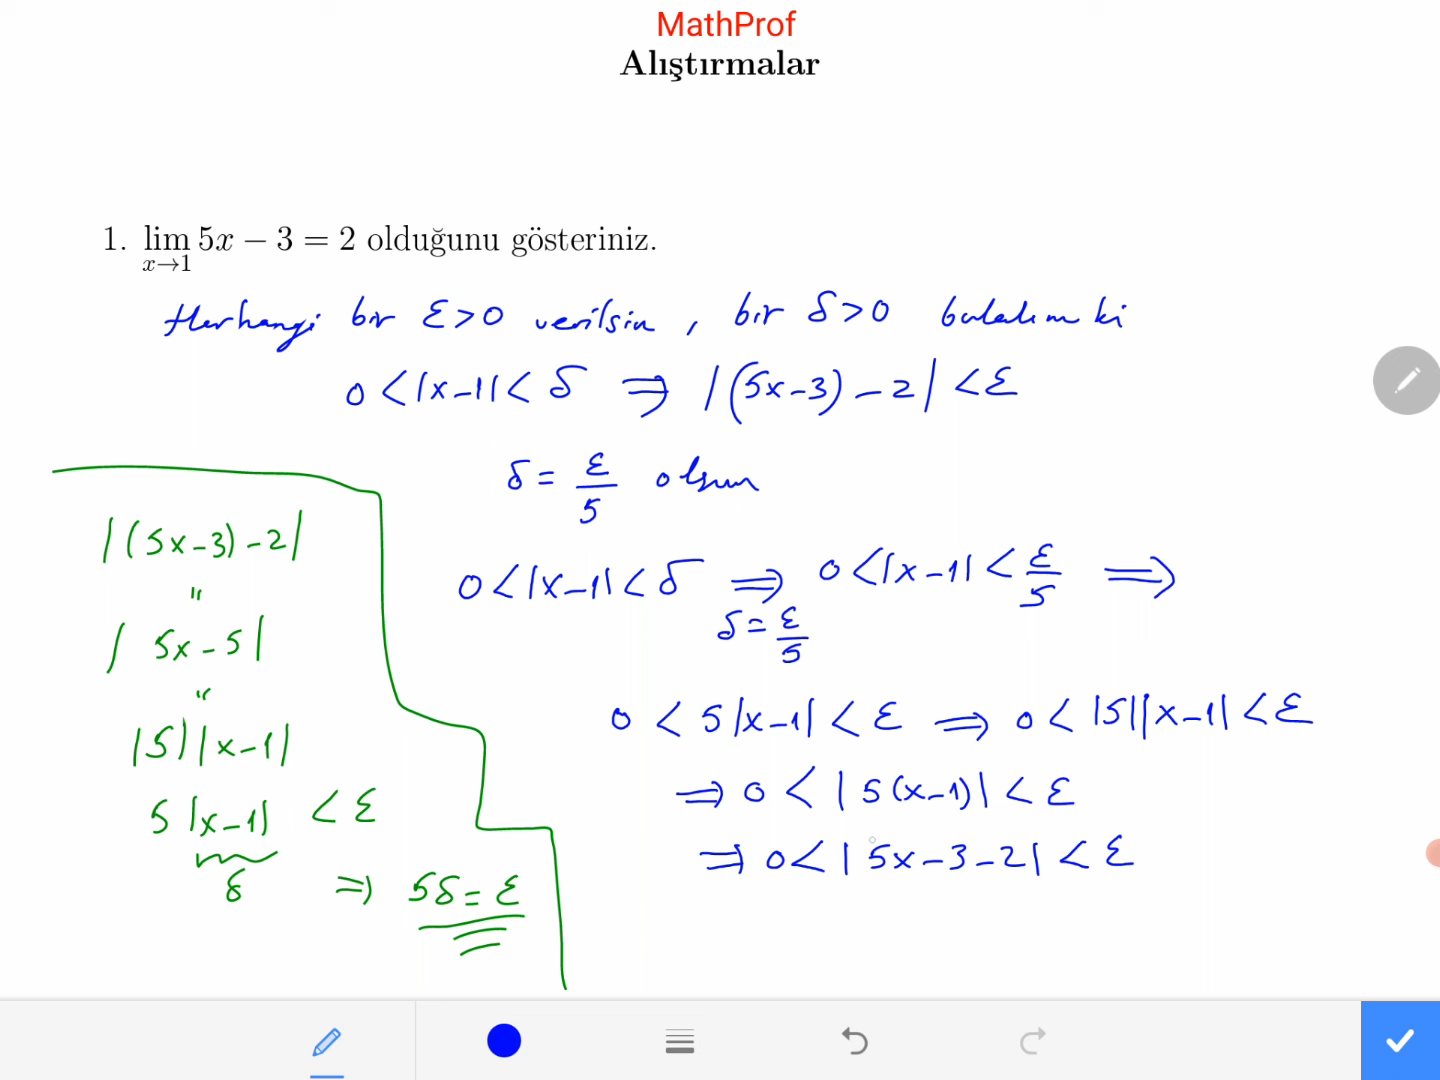 MathProf
Alıştırmalar
1. lim x→1 5x − 3 = 2 olduğunu gösteriniz.
Herhangi bir ε>0 verilsin, bir δ>0 bulalım ki
0<|x-1|<δ ⇒ |(5x-3)-2|<ε
δ = ε/5 olsun
0<|x-1|<δ ⇒ 0<|x-1|<ε/5 ⇒
δ=ε/5
0 < 5|x-1| < ε ⇒ 0 < |5||x-1| < ε
⇒ 0 < |5(x-1)| < ε
⇒ 0<|5x-3-2| < ε
|(5x-3)-2|
"
|5x-5|
"
|5||x-1|
5|x-1| < ε
δ ⇒ 5δ = ε